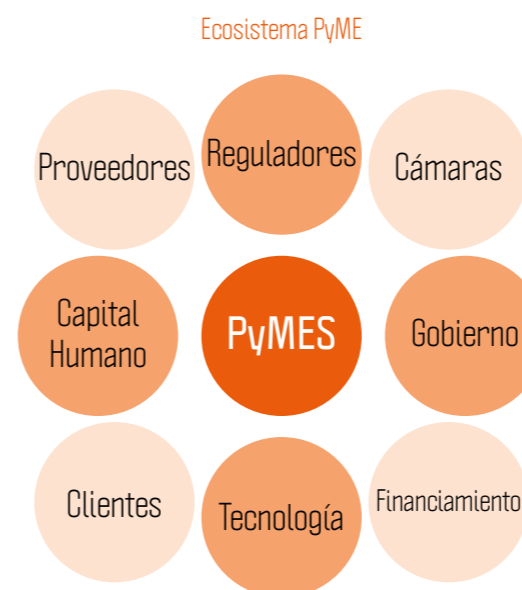 Ecosistema PyME
Proveedores
Reguladores
Cámaras
Capital
Humano
PyMES
Gobierno
Clientes
Tecnología
Financiamiento